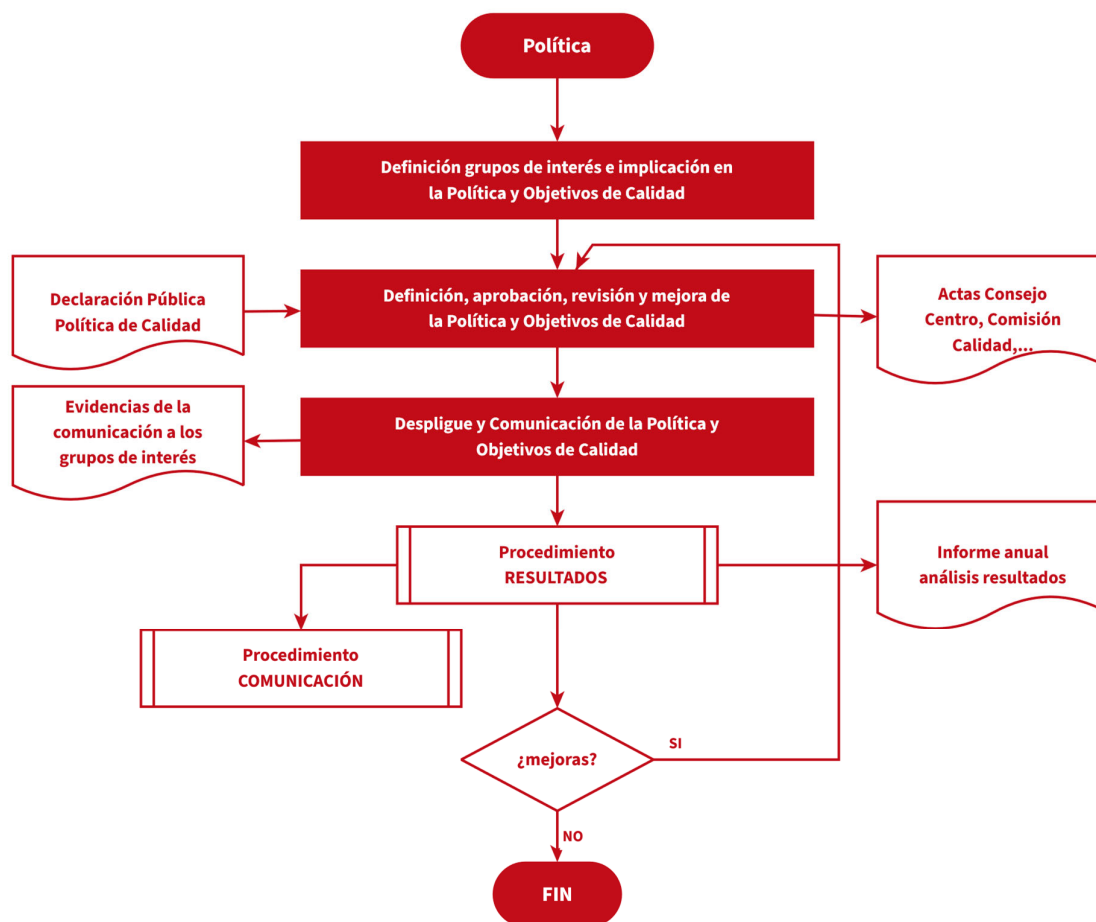 Política
Definición grupos de interés e implicación en
la Política y Objetivos de Calidad
Declaración Pública
Política de Calidad
Definición, aprobación, revisión y mejora de
la Política y Objetivos de Calidad
Actas Consejo
Centro, Comisión
Calidad,...
Evidencias de la
comunicación a los
grupos de interés
Despligue y Comunicación de la Política y
Objetivos de Calidad
Procedimiento
RESULTADOS
Informe anual
análisis resultados
Procedimiento
COMUNICACIÓN
¿mejoras?
SI
NO
FIN